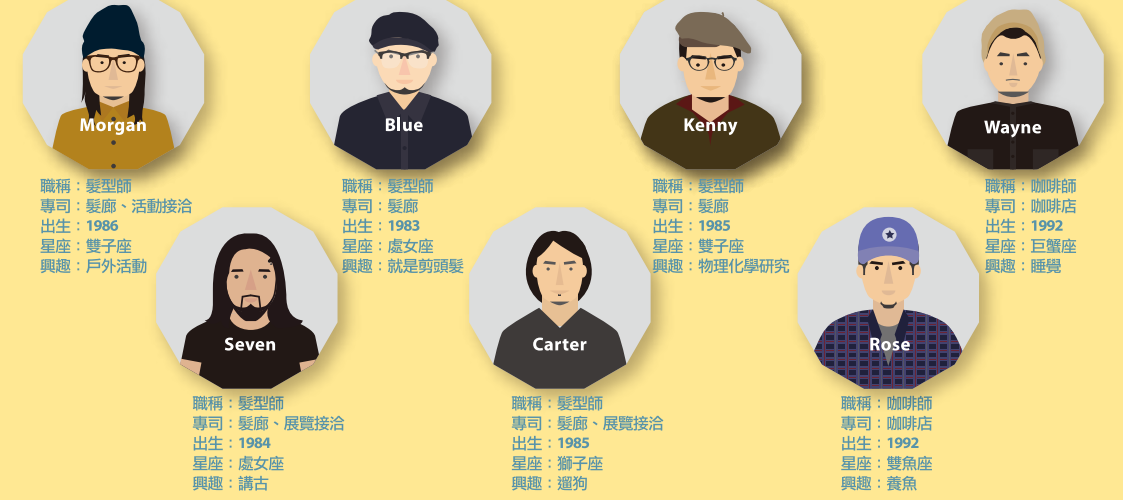 Morgan
職稱：髮型師
專司：髮廊、活動接洽
出生：1986
星座：雙子座
興趣：戶外活動
Blue
職稱：髮型師
專司：髮廊
出生：1983
星座：處女座
興趣：就是剪頭髮
Kenny
職稱：髮型師
專司：髮廊
出生：1985
星座：雙子座
興趣：物理化學研究
Wayne
職稱：咖啡師
專司：咖啡店
出生：1992
星座：巨蟹座
興趣：睡覺
Seven
職稱：髮型師
專司：髮廊、展覽接洽
出生：1984
星座：處女座
興趣：講古
Carter
職稱：髮型師
專司：髮廊、展覽接洽
出生：1985
星座：獅子座
興趣：遛狗
Rose
職稱：咖啡師
專司：咖啡店
出生：1992
星座：雙魚座
興趣：養魚